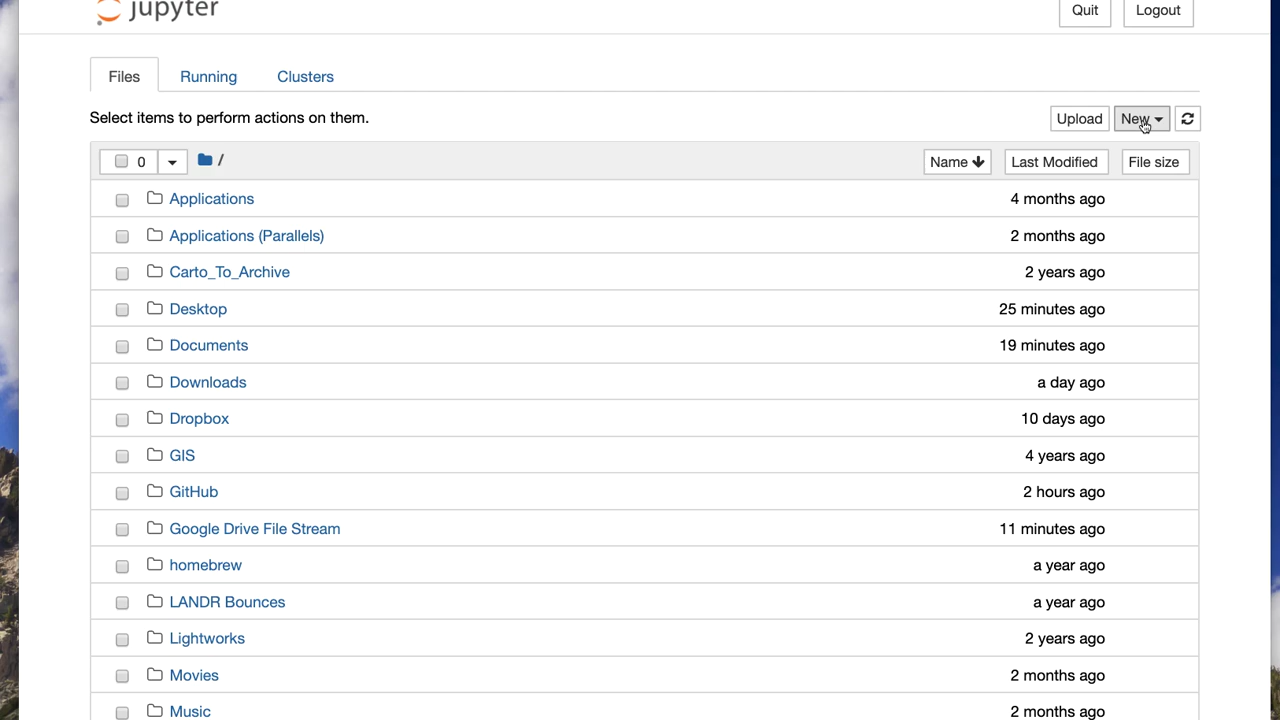 jupyter
Quit Logout
Files Running Clusters
Select items to perform actions on them.
Upload New
0 / Name Last Modified File size
Applications 4 months ago
Applications (Parallels) 2 months ago
Carto_To_Archive 2 years ago
Desktop 25 minutes ago
Documents 19 minutes ago
Downloads a day ago
Dropbox 10 days ago
GIS 4 years ago
GitHub 2 hours ago
Google Drive File Stream 11 minutes ago
homebrew a year ago
LANDR Bounces a year ago
Lightworks 2 years ago
Movies 2 months ago
Music 2 months ago